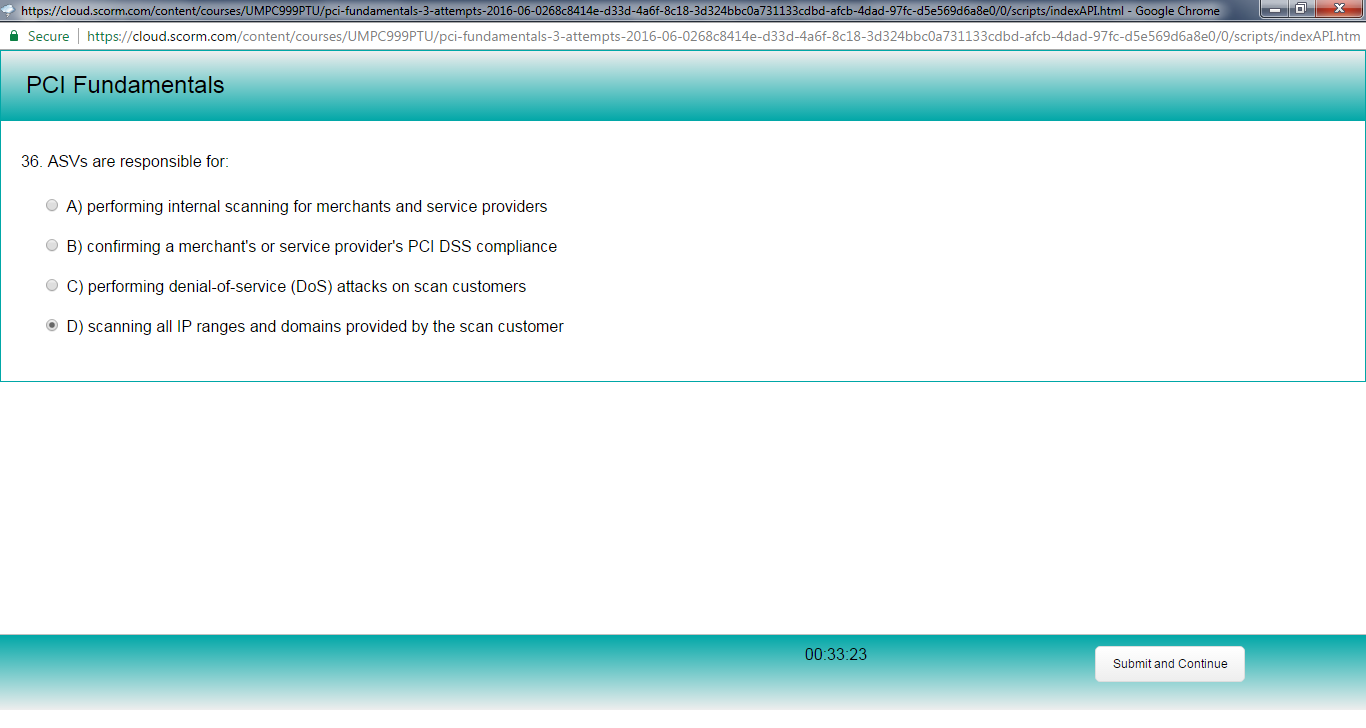 https://cloud.scorm.com/content/courses/UMPC999PTU/pci-fundamentals-3-attempts-2016-06-0268c8414e-d33d-4a6f-8c18-3d324bbc0a731133cdbd-afcb-4dad-97fc-d5e569d6a8e0/0/scripts/indexAPI.html - Google Chrome
Secure | https://cloud.scorm.com/content/courses/UMPC999PTU/pci-fundamentals-3-attempts-2016-06-0268c8414e-d33d-4a6f-8c18-3d324bbc0a731133cdbd-afcb-4dad-97fc-d5e569d6a8e0/0/scripts/indexAPI.htm
PCI Fundamentals
36. ASVs are responsible for:
A) performing internal scanning for merchants and service providers
B) confirming a merchant's or service provider's PCI DSS compliance
C) performing denial-of-service (DoS) attacks on scan customers
D) scanning all IP ranges and domains provided by the scan customer
00:33:23
Submit and Continue